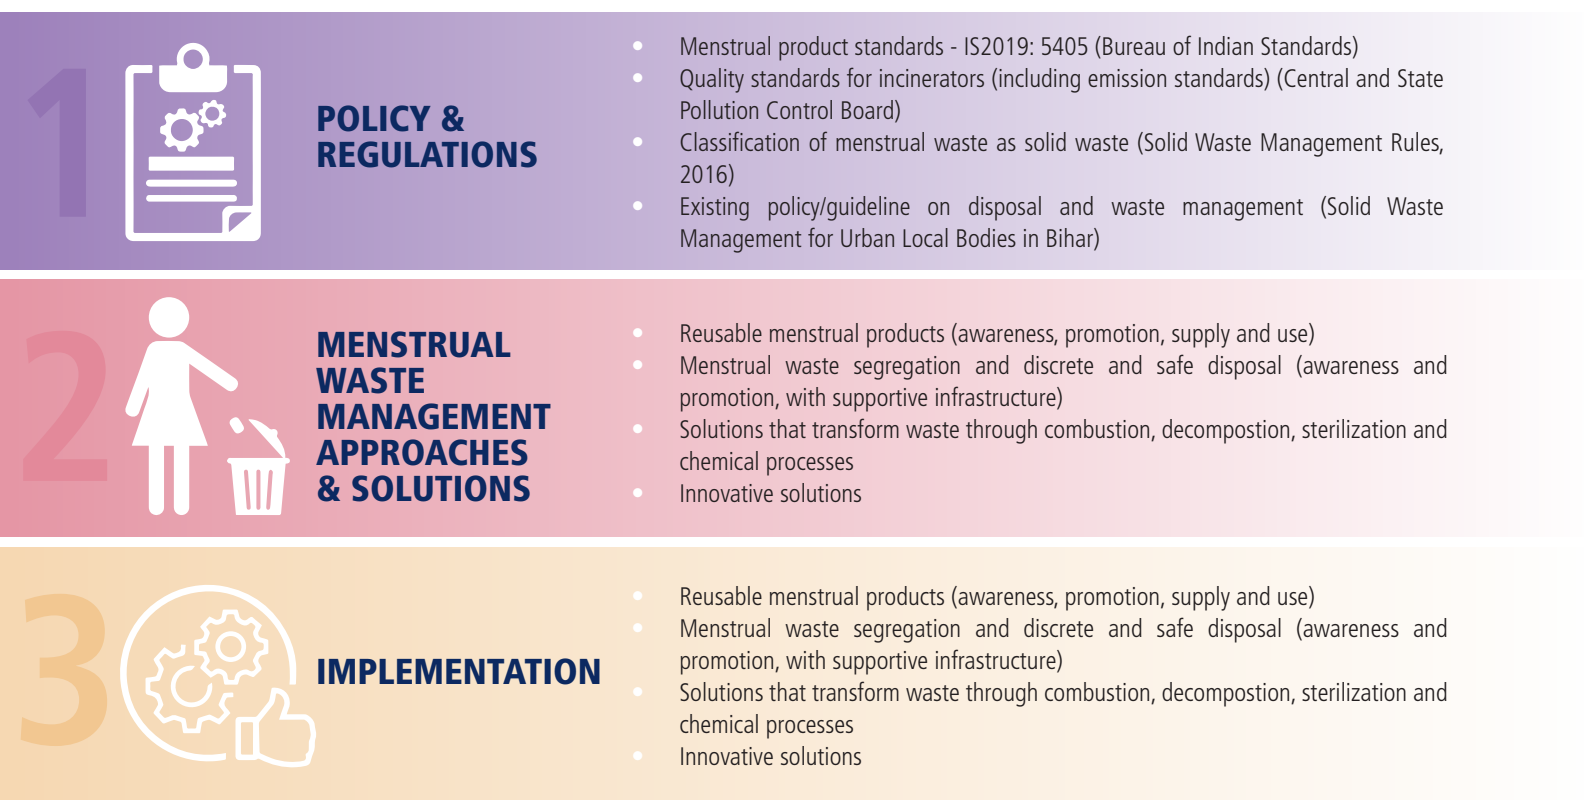 1
POLICY &
REGULATIONS
• Menstrual product standards - IS2019: 5405 (Bureau of Indian Standards)
• Quality standards for incinerators (including emission standards) (Central and State
Pollution Control Board)
• Classification of menstrual waste as solid waste (Solid Waste Management Rules,
2016)
• Existing policy/guideline on disposal and waste management (Solid Waste
Management for Urban Local Bodies in Bihar)
2
MENSTRUAL
WASTE
MANAGEMENT
APPROACHES
& SOLUTIONS
• Reusable menstrual products (awareness, promotion, supply and use)
• Menstrual waste segregation and discrete and safe disposal (awareness and
promotion, with supportive infrastructure)
• Solutions that transform waste through combustion, decompostion, sterilization and
chemical processes
• Innovative solutions
3
IMPLEMENTATION
• Reusable menstrual products (awareness, promotion, supply and use)
• Menstrual waste segregation and discrete and safe disposal (awareness and
promotion, with supportive infrastructure)
• Solutions that transform waste through combustion, decompostion, sterilization and
chemical processes
• Innovative solutions